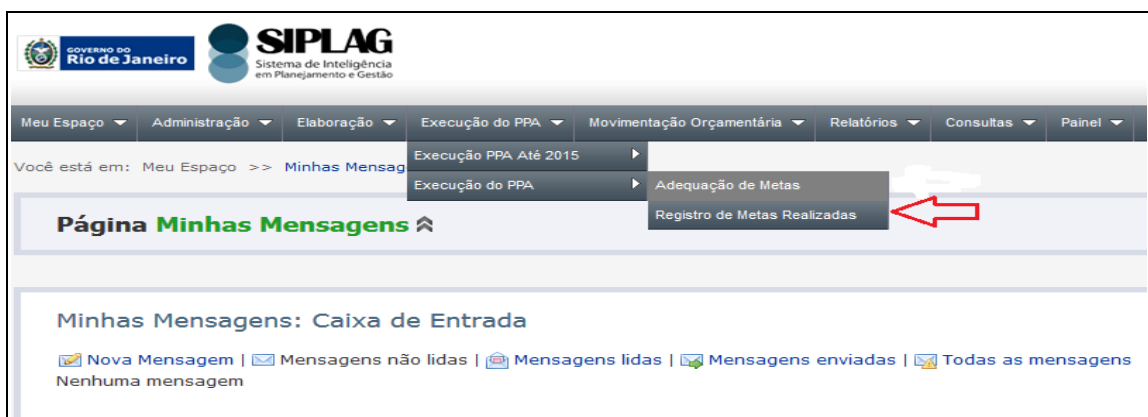 GOVERNO DO
Rio de Janeiro
SIPLAG
Sistema de Inteligência
em Planejamento e Gestão
Meu Espaço Administração Elaboração Execução do PPA Movimentação Orçamentária Relatórios Consultas Painel
Execução PPA Até 2015
Você está em: Meu Espaço >> Minhas Mensag
Execução do PPA Adequação de Metas
Registro de Metas Realizadas
Página Minhas Mensagens
Minhas Mensagens: Caixa de Entrada
Nova Mensagem | Mensagens não lidas | Mensagens lidas | Mensagens enviadas | Todas as mensagens
Nenhuma mensagem